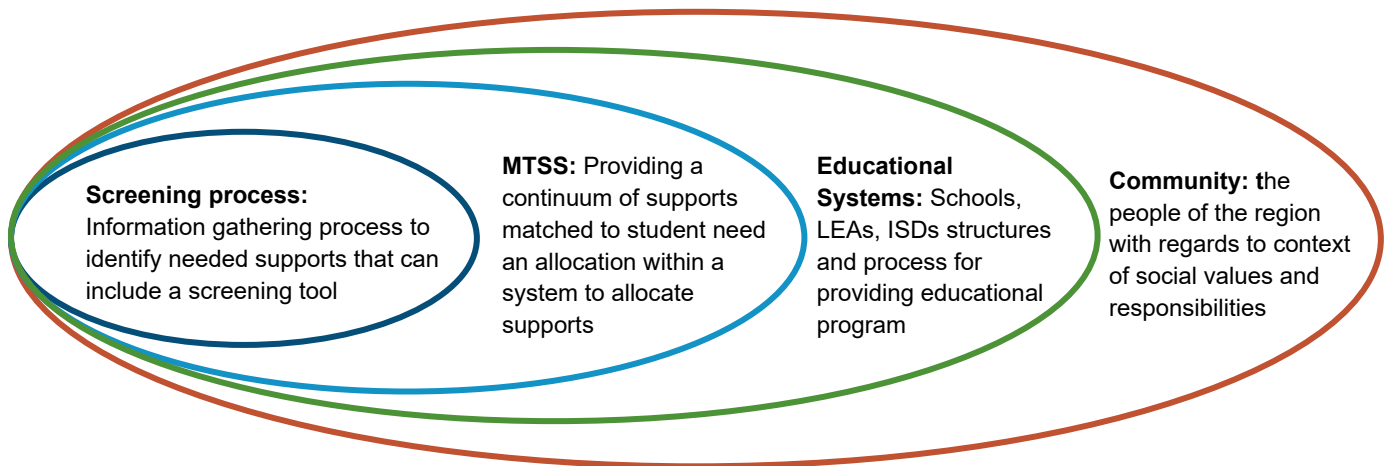 Screening process:
Information gathering process to
identify needed supports that can
include a screening tool
MTSS: Providing a
continuum of supports
matched to student need
an allocation within a
system to allocate
supports
Educational
Systems: Schools,
LEAs, ISDs structures
and process for
providing educational
program
Community: the
people of the region
with regards to context
of social values and
responsibilities